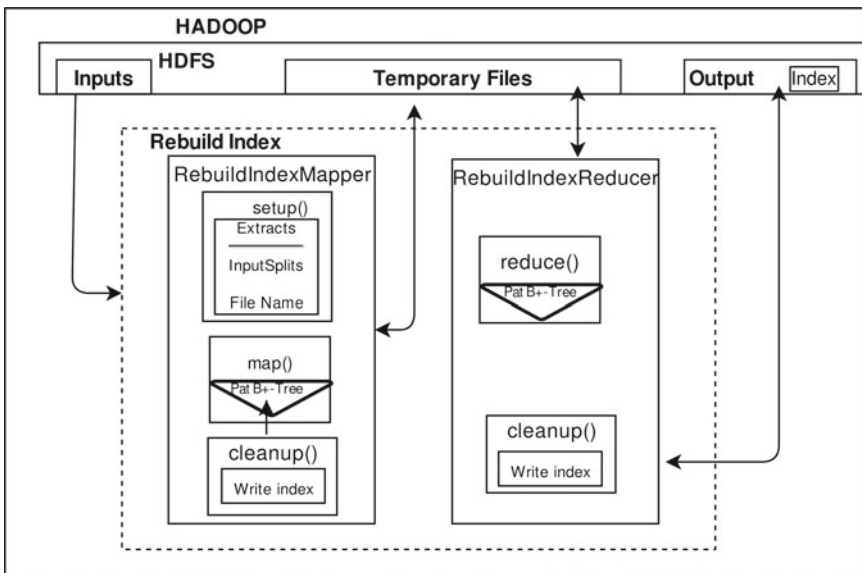 HADOOP
HDFS
Inputs
Temporary Files
Output
Index
Rebuild Index
RebuildIndexMapper
setup()
Extracts
InputSplits
File Name
map()
Pat B+-Tree
cleanup()
Write index
RebuildIndexReducer
reduce()
Pat B+-Tree
cleanup()
Write index